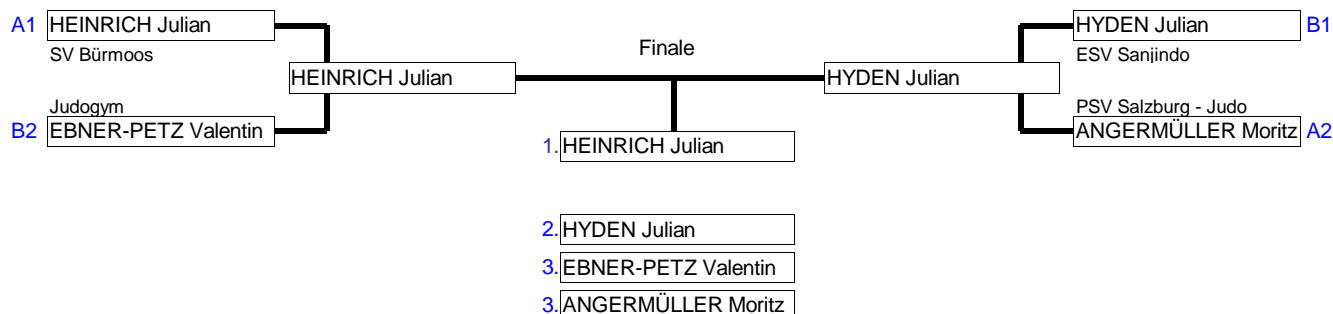 A1 HEINRICH Julian
SV Bürmoos
HYDEN Julian B1
ESV Sanjindo
Finale
HEINRICH Julian
HYDEN Julian
Judogym
B2 EBNER-PETZ Valentin
PSV Salzburg - Judo
ANGERMÜLLER Moritz A2
1. HEINRICH Julian
2. HYDEN Julian
3. EBNER-PETZ Valentin
3. ANGERMÜLLER Moritz